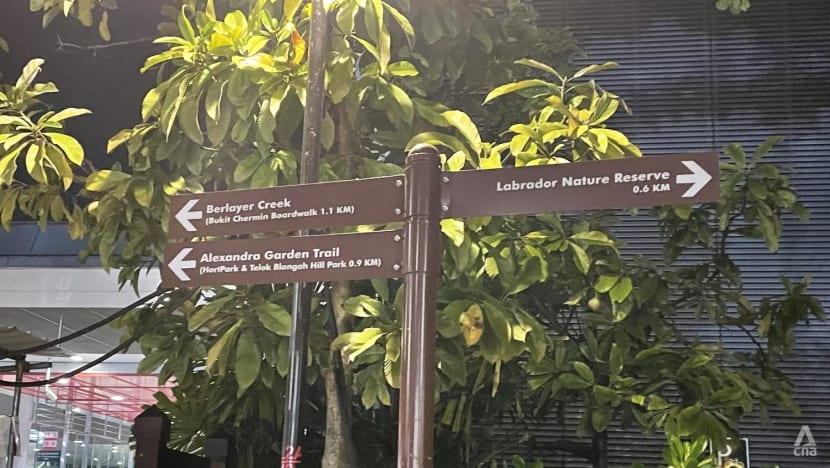 Berlayer Creek
(Bukit Chermin Boardwalk 1.1 KM)
Labrador Nature Reserve
0.6 KM
Alexandra Garden Trail
(HortPark & Telok Blangah Hill Park 0.9 KM)
cna